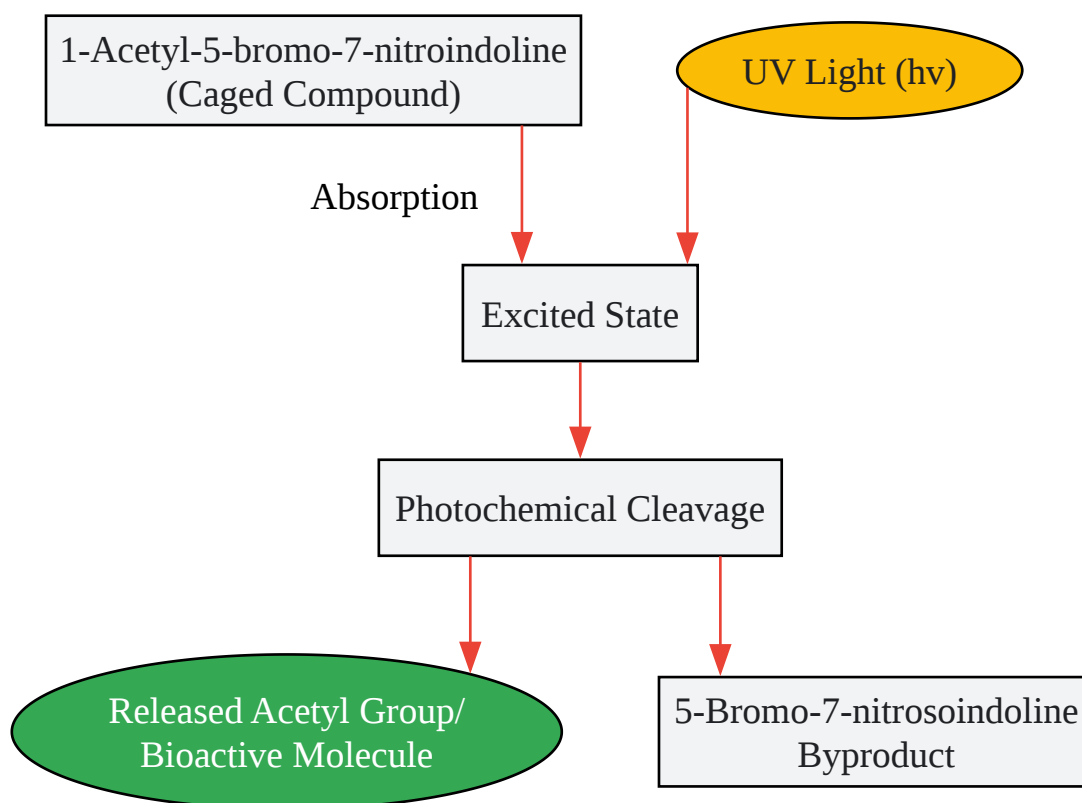 1-Acetyl-5-bromo-7-nitroindoline
(Caged Compound)
UV Light (hv)
Absorption
Excited State
Photochemical Cleavage
Released Acetyl Group/
Bioactive Molecule
5-Bromo-7-nitrosoindoline
Byproduct